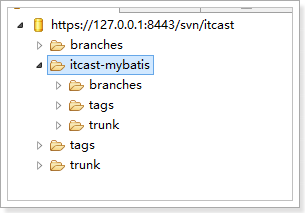 https://127.0.0.1:8443/svn/itcast
branches
itcast-mybatis
branches
tags
trunk
tags
trunk